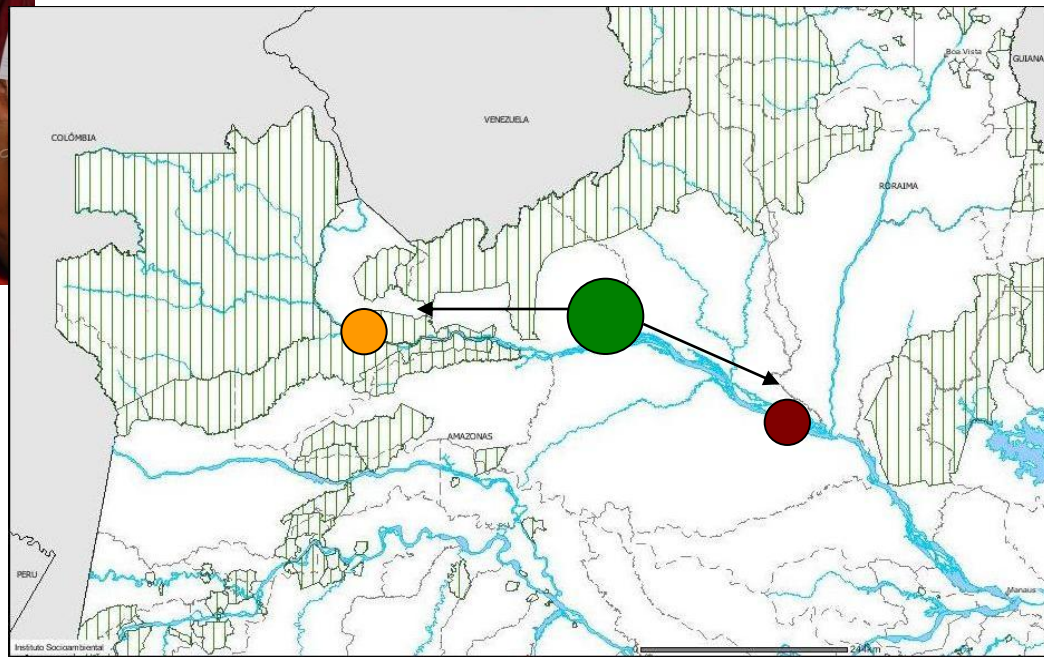 Boa Vista
GUIANA
VENEZUELA
COLÔMBIA
RORAIMA
AMAZONAS
PERU
Manaus
Instituto Socioambiental